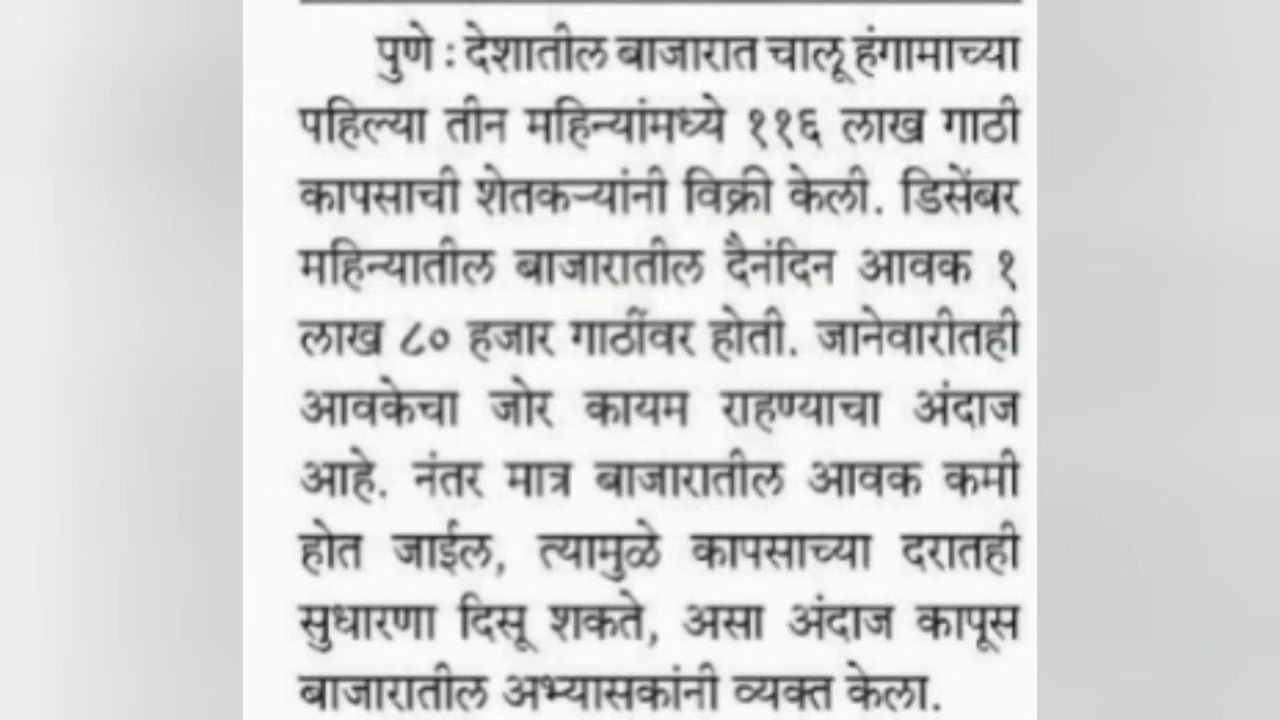 पुणे : देशातील बाजारात चालू हंगामाच्या
पहिल्या तीन महिन्यांमध्ये ११६ लाख गाठी
कापसाची शेतकऱ्यांनी विक्री केली. डिसेंबर
महिन्यातील बाजारातील दैनंदिन आवक १
लाख ८० हजार गाठींवर होती. जानेवारीतही
आवकेचा जोर कायम राहण्याचा अंदाज
आहे. नंतर मात्र बाजारातील आवक कमी
होत जाईल, त्यामुळे कापसाच्या दरातही
सुधारणा दिसू शकते, असा अंदाज कापूस
बाजारातील अभ्यासकांनी व्यक्त केला.